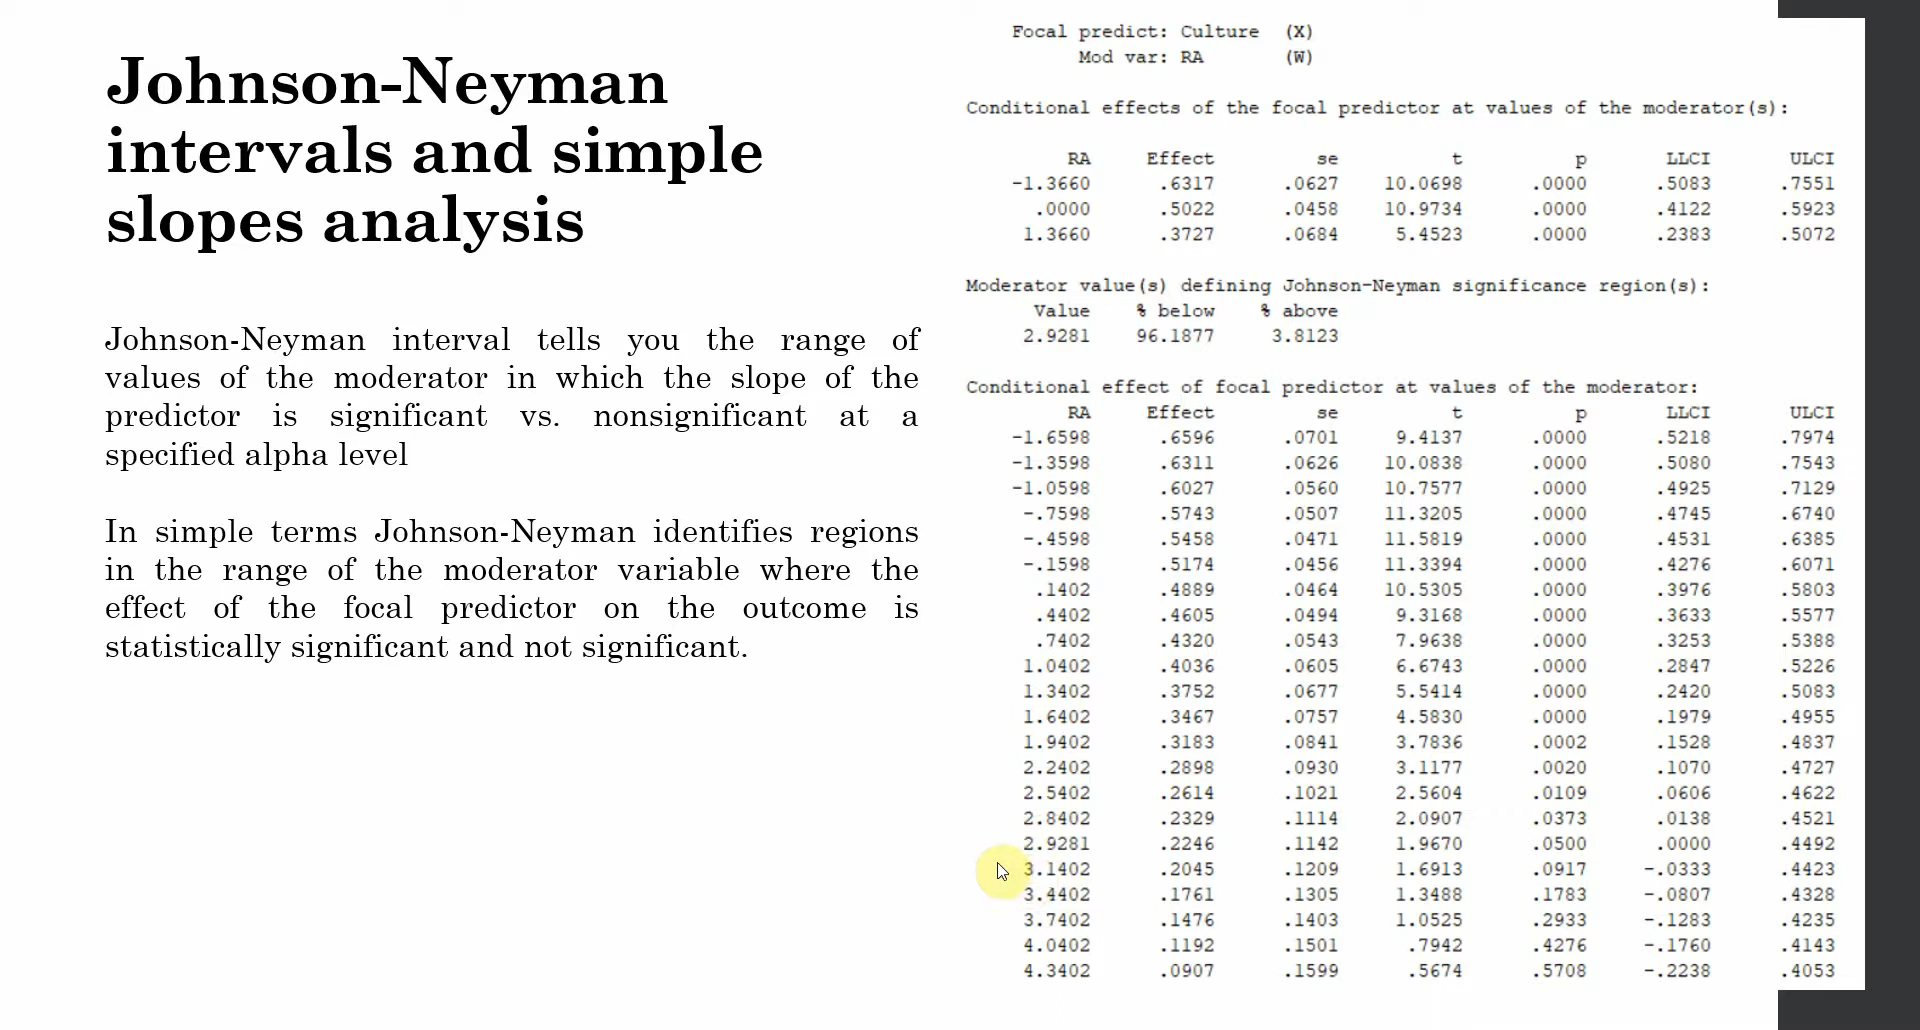 Johnson-Neyman
intervals and simple
slopes analysis
Johnson-Neyman interval tells you the range of
values of the moderator in which the slope of the
predictor is significant vs. nonsignificant at a
specified alpha level
In simple terms Johnson-Neyman identifies regions
in the range of the moderator variable where the
effect of the focal predictor on the outcome is
statistically significant and not significant.
Focal predict: Culture (X)
Mod var: RA (W)
Conditional effects of the focal predictor at values of the moderator(s):
RA Effect se t p LLCI ULCI
-1.3660 .6317 .0627 10.0698 .0000 .5083 .7551
.0000 .5022 .0458 10.9734 .0000 .4122 .5923
1.3660 .3727 .0684 5.4523 .0000 .2383 .5072
Moderator value(s) defining Johnson-Neyman significance region(s):
Value % below % above
2.9281 96.1877 3.8123
Conditional effect of focal predictor at values of the moderator:
RA Effect se t p LLCI ULCI
-1.6598 .6596 .0701 9.4137 .0000 .5218 .7974
-1.3598 .6311 .0626 10.0838 .0000 .5080 .7543
-1.0598 .6027 .0560 10.7577 .0000 .4925 .7129
-.7598 .5743 .0507 11.3205 .0000 .4745 .6740
-.4598 .5458 .0471 11.5819 .0000 .4531 .6385
-.1598 .5174 .0456 11.3394 .0000 .4276 .6071
.1402 .4889 .0464 10.5305 .0000 .3976 .5803
.4402 .4605 .0494 9.3168 .0000 .3633 .5577
.7402 .4320 .0543 7.9638 .0000 .3253 .5388
1.0402 .4036 .0605 6.6743 .0000 .2847 .5226
1.3402 .3752 .0677 5.5414 .0000 .2420 .5083
1.6402 .3467 .0757 4.5830 .0000 .1979 .4955
1.9402 .3183 .0841 3.7836 .0002 .1528 .4837
2.2402 .2898 .0930 3.1177 .0020 .1070 .4727
2.5402 .2614 .1021 2.5604 .0109 .0606 .4622
2.8402 .2329 .1114 2.0907 .0373 .0138 .4521
2.9281 .2246 .1142 1.9670 .0500 .0000 .4492
3.1402 .2045 .1209 1.6913 .0917 -.0333 .4423
3.4402 .1761 .1305 1.3488 .1783 -.0807 .4328
3.7402 .1476 .1403 1.0525 .2933 -.1283 .4235
4.0402 .1192 .1501 .7942 .4276 -.1760 .4143
4.3402 .0907 .1599 .5674 .5708 -.2238 .4053